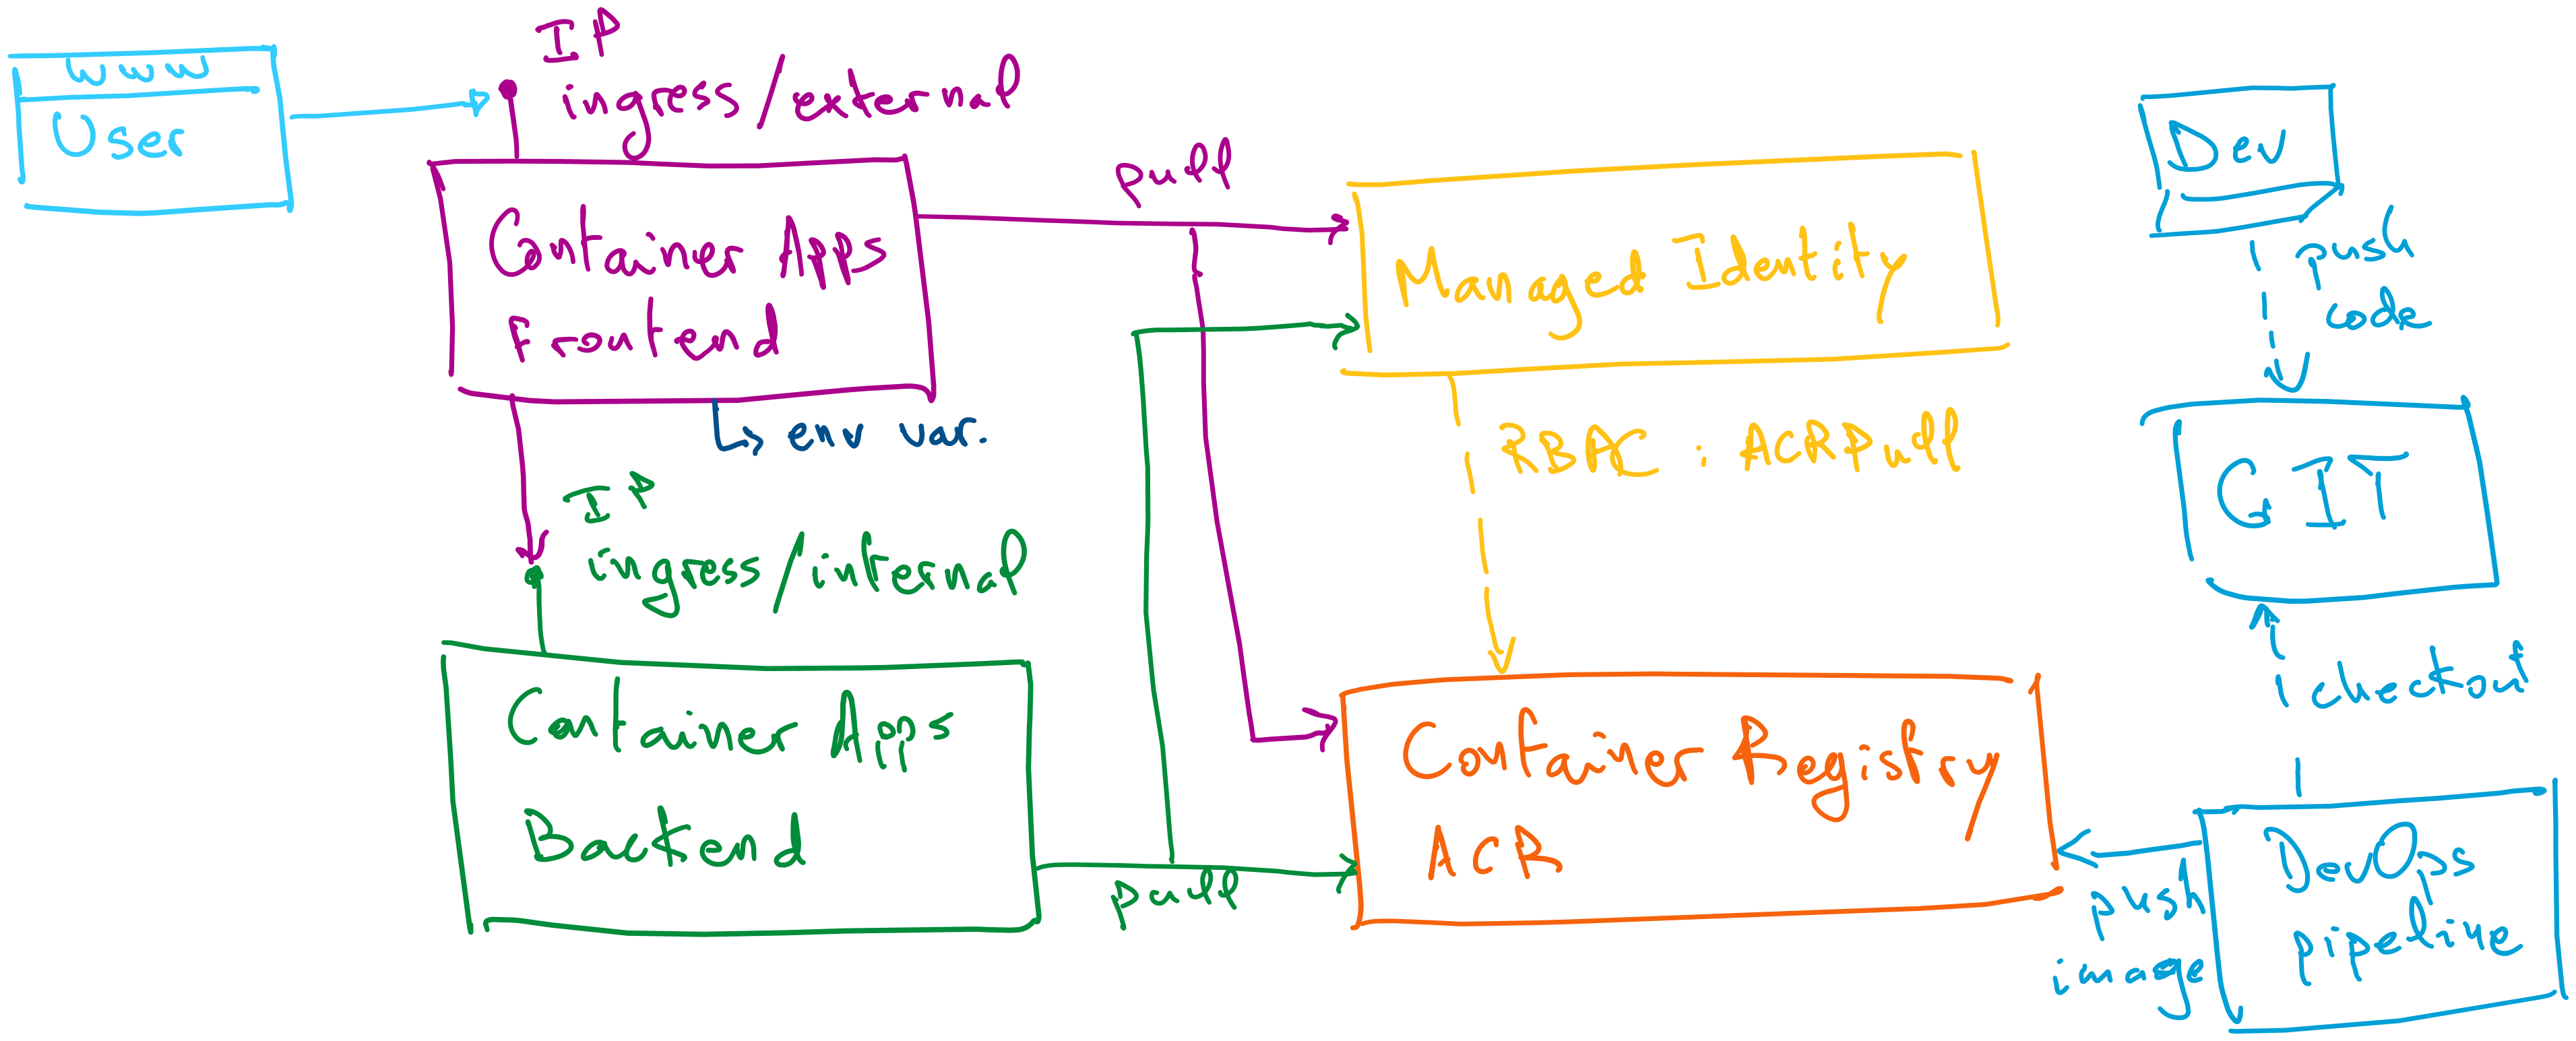 www
User
IP
ingress/external
Container Apps
Frontend
env var.
IP
ingress/internal
Container Apps
Backend
pull
pull
Managed Identity
RBAC : ACRPull
Container Registry
ACR
Dev
push
code
GIT
checkout
DevOps
pipeline
push
image